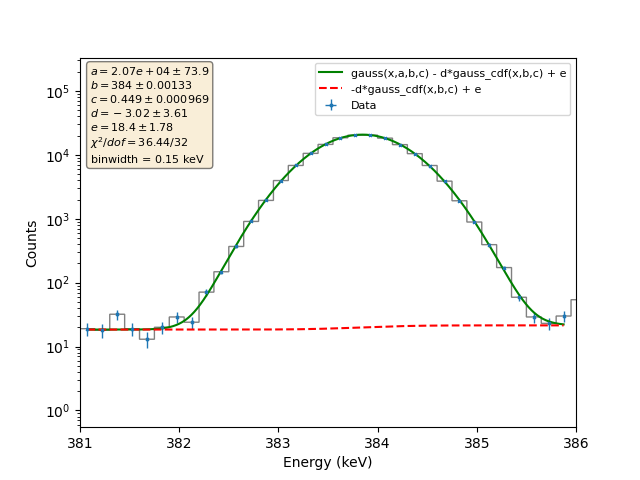 a = 2.07e + 04 ± 73.9
b = 384 ± 0.00133
c = 0.449 ± 0.000969
d = − 3.02 ± 3.61
e = 18.4 ± 1.78
χ²/dof = 36.44/32
binwidth = 0.15 keV
gauss(x,a,b,c) - d*gauss_cdf(x,b,c) + e
-d*gauss_cdf(x,b,c) + e
Data
10⁵
10⁴
10³
10²
10¹
10⁰
Counts
381 382 383 384 385 386
Energy (keV)